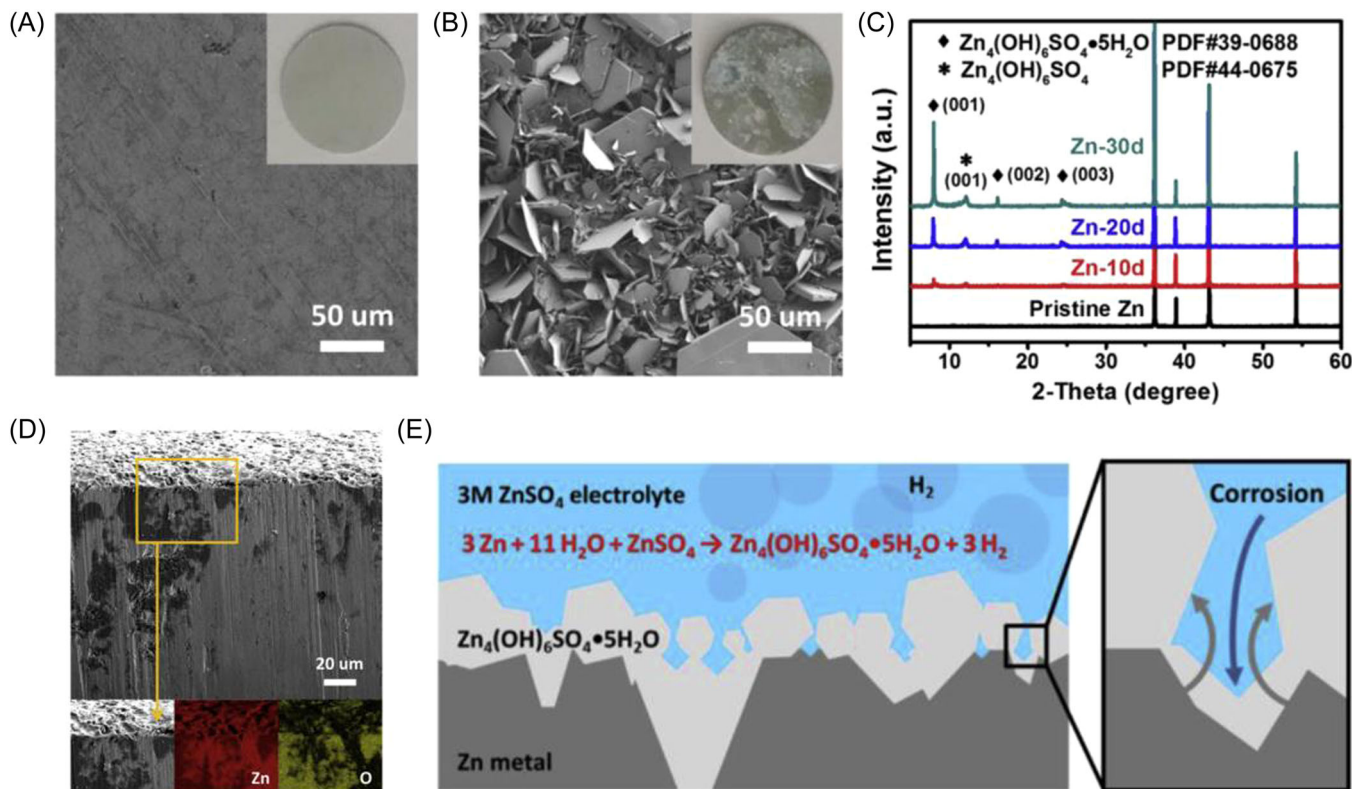 (A)
50 um
(B)
50 um
(C)
Intensity (a.u.)
♦ Zn₄(OH)₆SO₄•5H₂O PDF#39-0688
* Zn₄(OH)₆SO₄ PDF#44-0675
♦ (001)
*
(001)
♦ (002)
♦ (003)
Zn-30d
Zn-20d
Zn-10d
Pristine Zn
10 20 30 40 50 60
2-Theta (degree)
(D)
20 um
Zn
O
(E)
3M ZnSO₄ electrolyte
H₂
3 Zn + 11 H₂O + ZnSO₄ → Zn₄(OH)₆SO₄•5H₂O + 3 H₂
Zn₄(OH)₆SO₄•5H₂O
Zn metal
Corrosion